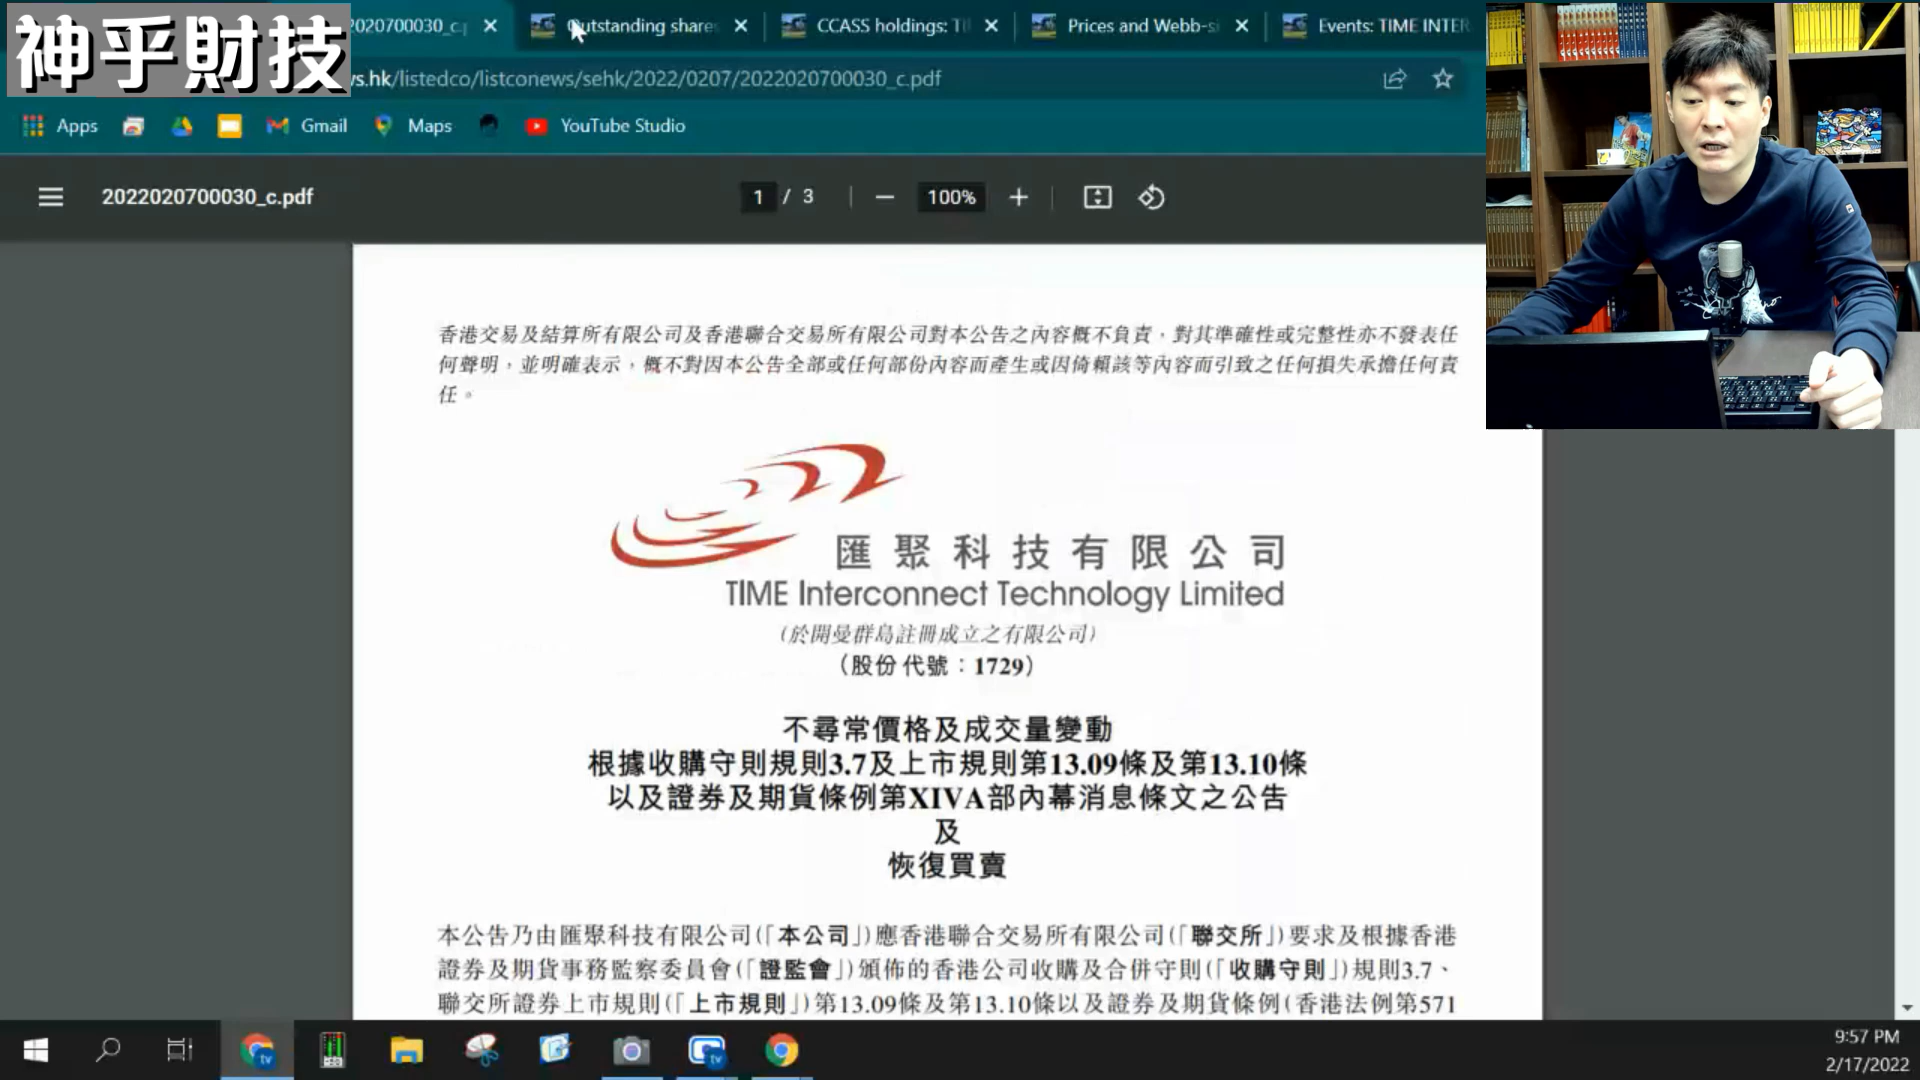 神乎財技
2020700030_c.p
Outstanding share
CCASS holdings: TI
Prices and Webb-si
Events: TIME INTER
vs.hk/listedco/listconews/sehk/2022/0207/2022020700030_c.pdf
Apps
Gmail
Maps
YouTube Studio
2022020700030_c.pdf
1 / 3
100%
香港交易及結算所有限公司及香港聯合交易所有限公司對本公告之內容概不負責，對其準確性或完整性亦不發表任
何聲明，並明確表示，概不對因本公告全部或任何部份內容而產生或因倚賴該等內容而引致之任何損失承擔任何責
任。
匯聚科技有限公司
TIME Interconnect Technology Limited
（於開曼群島註冊成立之有限公司）
（股份代號：1729）
不尋常價格及成交量變動
根據收購守則規則3.7及上市規則第13.09條及第13.10條
以及證券及期貨條例第XIVA部內幕消息條文之公告
及
恢復買賣
本公告乃由匯聚科技有限公司（「本公司」）應香港聯合交易所有限公司（「聯交所」）要求及根據香港
證券及期貨事務監察委員會（「證監會」）頒佈的香港公司收購及合併守則（「收購守則」）規則3.7、
聯交所證券上市規則（「上市規則」）第13.09條及第13.10條以及證券及期貨條例（香港法例第571
9:57 PM
2/17/2022